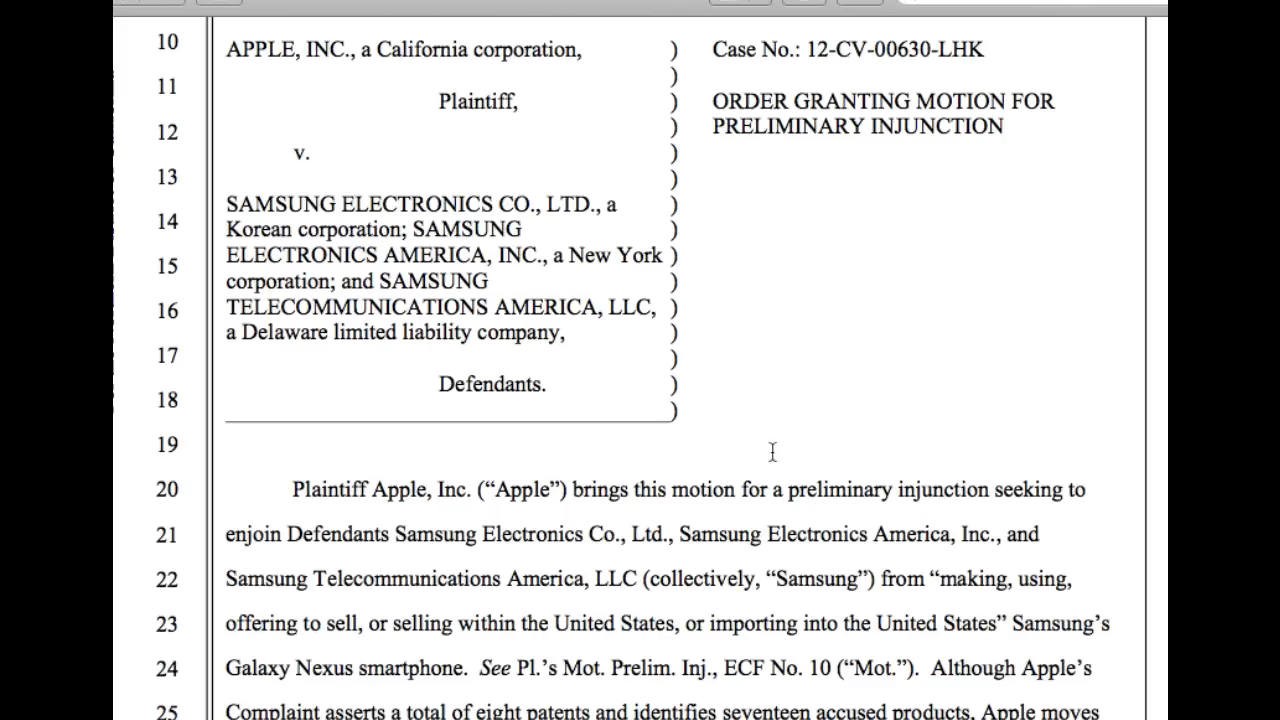 10 APPLE, INC., a California corporation, ) Case No.: 12-CV-00630-LHK
)
11 Plaintiff, ) ORDER GRANTING MOTION FOR
12 ) PRELIMINARY INJUNCTION
v. )
13 )
SAMSUNG ELECTRONICS CO., LTD., a )
14 Korean corporation; SAMSUNG )
15 ELECTRONICS AMERICA, INC., a New York )
corporation; and SAMSUNG )
16 TELECOMMUNICATIONS AMERICA, LLC, )
a Delaware limited liability company, )
17 )
Defendants. )
18 )
19
20 Plaintiff Apple, Inc. (“Apple”) brings this motion for a preliminary injunction seeking to
21 enjoin Defendants Samsung Electronics Co., Ltd., Samsung Electronics America, Inc., and
22 Samsung Telecommunications America, LLC (collectively, “Samsung”) from “making, using,
23 offering to sell, or selling within the United States, or importing into the United States” Samsung’s
24 Galaxy Nexus smartphone. See Pl.’s Mot. Prelim. Inj., ECF No. 10 (“Mot.”). Although Apple’s
25 Complaint asserts a total of eight patents and identifies seventeen accused products, Apple moves